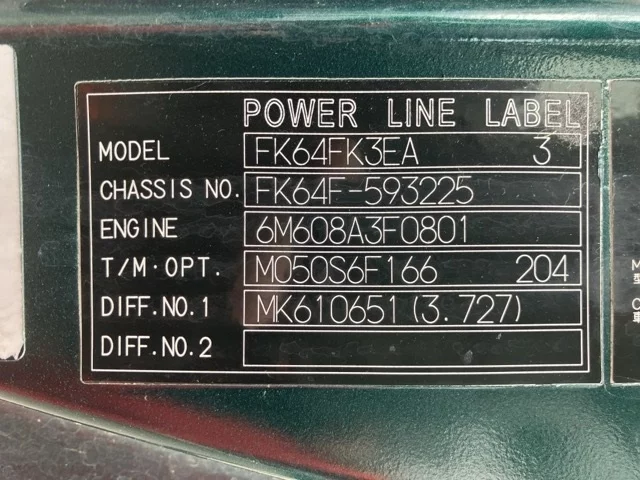 POWER LINE LABEL
MODEL FK64FK3EA 3
CHASSIS NO. FK64F-593225
ENGINE 6M608A3F0801
T/M·OPT. M050S6F166 204
DIFF.NO.1 MK610651(3.727)
DIFF.NO.2